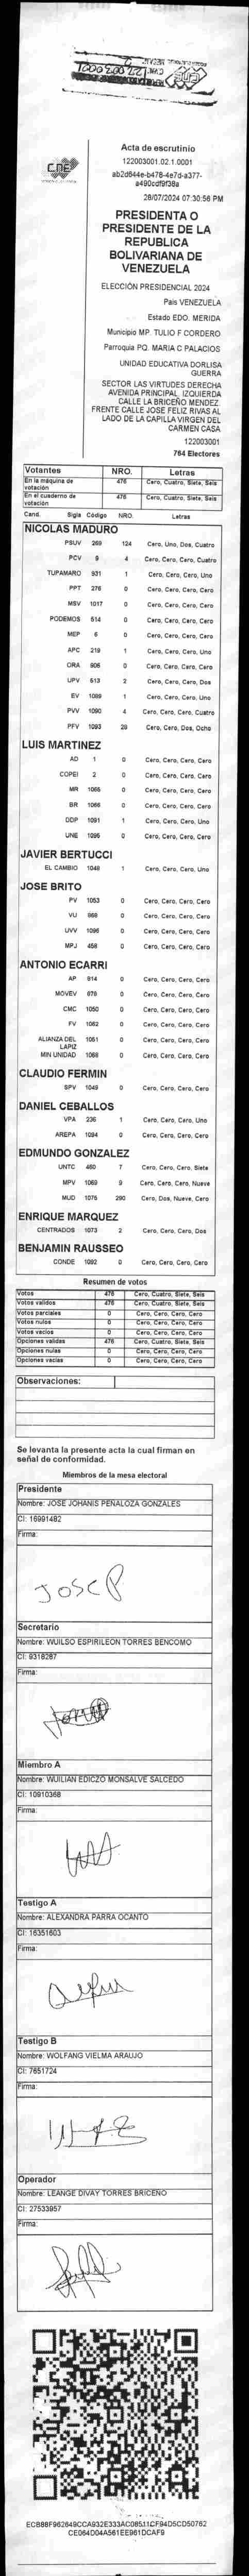 CNE
Acta de escrutinio
122003001.02.1.0001
ab2d644e-b478-4e7d-a377-
a490cdf9f38a
28/07/2024 07:30:56 PM
PRESIDENTA O
PRESIDENTE DE LA
REPUBLICA
BOLIVARIANA DE
VENEZUELA
ELECCIÓN PRESIDENCIAL 2024
País VENEZUELA
Estado EDO. MERIDA
Municipio MP. TULIO F CORDERO
Parroquia PQ. MARIA C PALACIOS
UNIDAD EDUCATIVA DORLISA
GUERRA
SECTOR LAS VIRTUDES DERECHA
AVENIDA PRINCIPAL. IZQUIERDA
CALLE LA BRICEÑO MENDEZ.
FRENTE CALLE JOSE FELIZ RIVAS AL
LADO DE LA CAPILLA VIRGEN DEL
CARMEN CASA
122003001
764 Electores
Votantes NRO. Letras
En la máquina de votación 476 Cero, Cuatro, Siete, Seis
En el cuaderno de votación 476 Cero, Cuatro, Siete, Seis
Cand. Sigla Código NRO. Letras
NICOLAS MADURO
PSUV 269 124 Cero, Uno, Dos, Cuatro
PCV 9 4 Cero, Cero, Cero, Cuatro
TUPAMARO 931 1 Cero, Cero, Cero, Uno
PPT 276 0 Cero, Cero, Cero, Cero
MSV 1017 0 Cero, Cero, Cero, Cero
PODEMOS 514 0 Cero, Cero, Cero, Cero
MEP 6 0 Cero, Cero, Cero, Cero
APC 219 1 Cero, Cero, Cero, Uno
ORA 906 0 Cero, Cero, Cero, Cero
UPV 513 2 Cero, Cero, Cero, Dos
EV 1089 1 Cero, Cero, Cero, Uno
PVV 1090 4 Cero, Cero, Cero, Cuatro
PFV 1093 28 Cero, Cero, Dos, Ocho
LUIS MARTINEZ
AD 1 0 Cero, Cero, Cero, Cero
COPEI 2 0 Cero, Cero, Cero, Cero
MR 1065 0 Cero, Cero, Cero, Cero
BR 1066 0 Cero, Cero, Cero, Cero
DDP 1091 1 Cero, Cero, Cero, Uno
UNE 1095 0 Cero, Cero, Cero, Cero
JAVIER BERTUCCI
EL CAMBIO 1048 1 Cero, Cero, Cero, Uno
JOSE BRITO
PV 1053 0 Cero, Cero, Cero, Cero
VU 968 0 Cero, Cero, Cero, Cero
UVV 1096 0 Cero, Cero, Cero, Cero
MPJ 458 0 Cero, Cero, Cero, Cero
ANTONIO ECARRI
AP 914 0 Cero, Cero, Cero, Cero
MOVEV 979 0 Cero, Cero, Cero, Cero
CMC 1050 0 Cero, Cero, Cero, Cero
FV 1062 0 Cero, Cero, Cero, Cero
ALIANZA DEL LAPIZ 1051 0 Cero, Cero, Cero, Cero
MIN UNIDAD 1088 0 Cero, Cero, Cero, Cero
CLAUDIO FERMIN
SPV 1049 0 Cero, Cero, Cero, Cero
DANIEL CEBALLOS
VPA 236 1 Cero, Cero, Cero, Uno
AREPA 1094 0 Cero, Cero, Cero, Cero
EDMUNDO GONZALEZ
UNTC 460 7 Cero, Cero, Cero, Siete
MPV 1069 9 Cero, Cero, Cero, Nueve
MUD 1075 290 Cero, Dos, Nueve, Cero
ENRIQUE MARQUEZ
CENTRADOS 1073 2 Cero, Cero, Cero, Dos
BENJAMIN RAUSSEO
CONDE 1092 0 Cero, Cero, Cero, Cero
Resumen de votos
Votos 476 Cero, Cuatro, Siete, Seis
Votos validos 476 Cero, Cuatro, Siete, Seis
Votos parciales 0 Cero, Cero, Cero, Cero
Votos nulos 0 Cero, Cero, Cero, Cero
Votos vacios 0 Cero, Cero, Cero, Cero
Opciones validas 476 Cero, Cuatro, Siete, Seis
Opciones nulas 0 Cero, Cero, Cero, Cero
Opciones vacias 0 Cero, Cero, Cero, Cero
Observaciones:
Se levanta la presente acta la cual firman en
señal de conformidad.
Miembros de la mesa electoral
Presidente
Nombre: JOSE JOHANIS PEÑALOZA GONZALES
CI: 16991482
Firma:
JOSE P
Secretario
Nombre: WUILSO ESPIRILEON TORRES BENCOMO
CI: 9318287
Firma:
Miembro A
Nombre: WUILIAN EDICZO MONSALVE SALCEDO
CI: 10910368
Firma:
Testigo A
Nombre: ALEXANDRA PARRA OCANTO
CI: 16351603
Firma:
Testigo B
Nombre: WOLFANG VIELMA ARAUJO
CI: 7651724
Firma:
Operador
Nombre: LEANGE DIVAY TORRES BRICEÑO
CI: 27533957
Firma:
ECB88F962649CCA932E333AC08511CF94D5CD50762
CE064D04A561EE961DCAF9